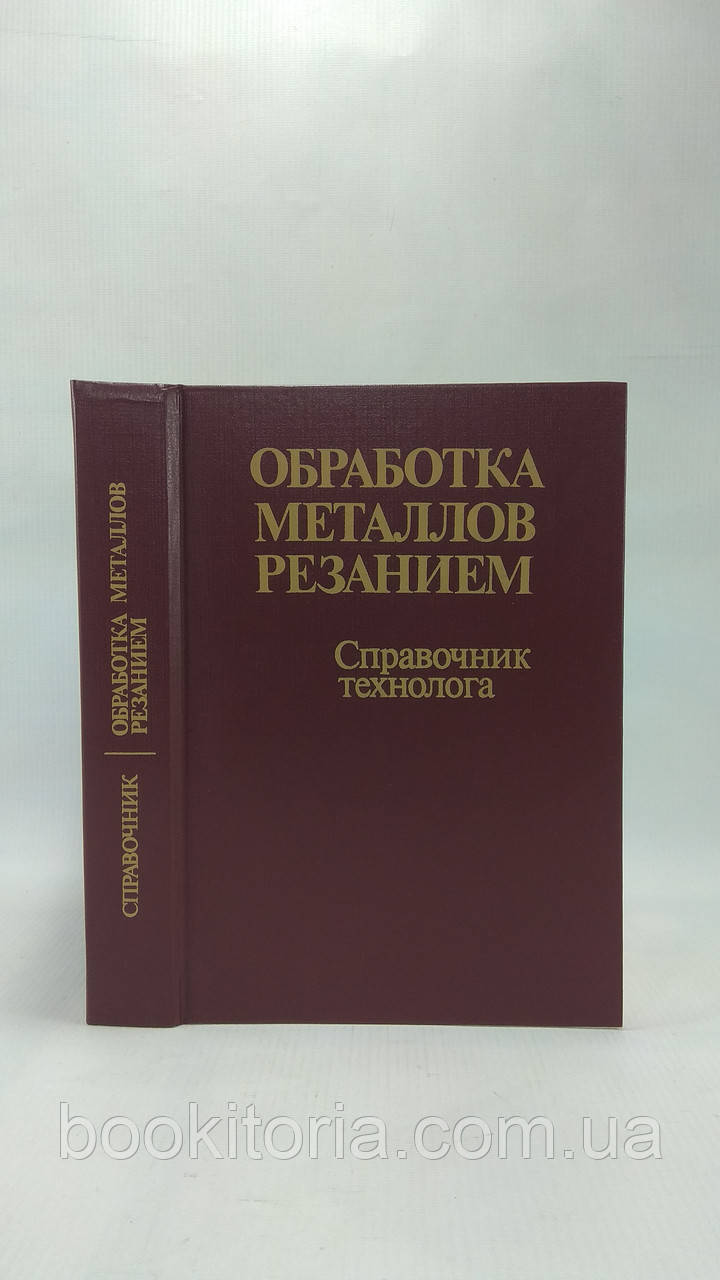 ОБРАБОТКА
МЕТАЛЛОВ
РЕЗАНИЕМ
Справочник
технолога
СПРАВОЧНИК
ОБРАБОТКА МЕТАЛЛОВ
РЕЗАНИЕМ
bookitoria.com.ua